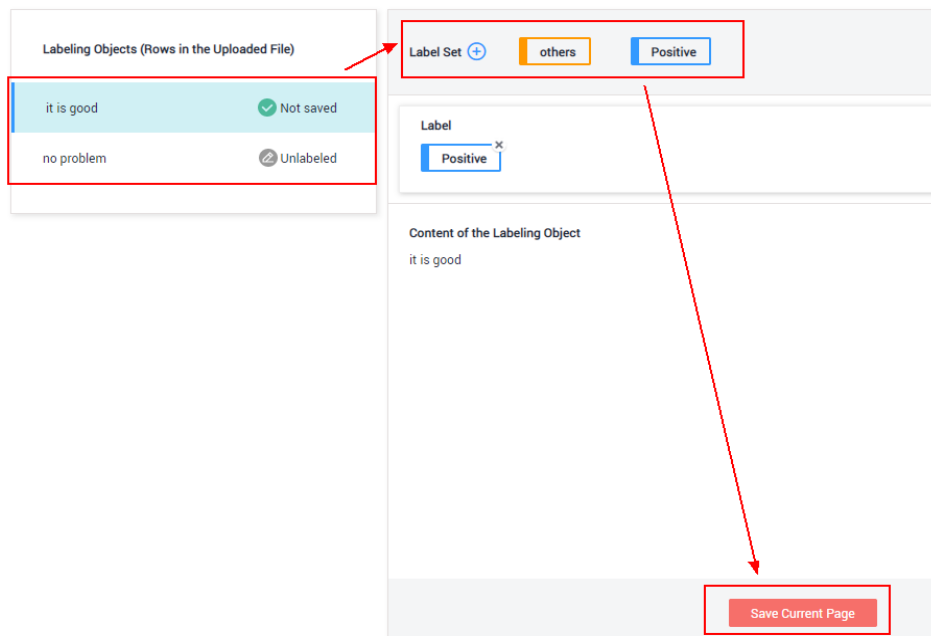 Labeling Objects (Rows in the Uploaded File)
it is good Not saved
no problem Unlabeled
Label Set others Positive
Label
Positive
Content of the Labeling Object
it is good
Save Current Page